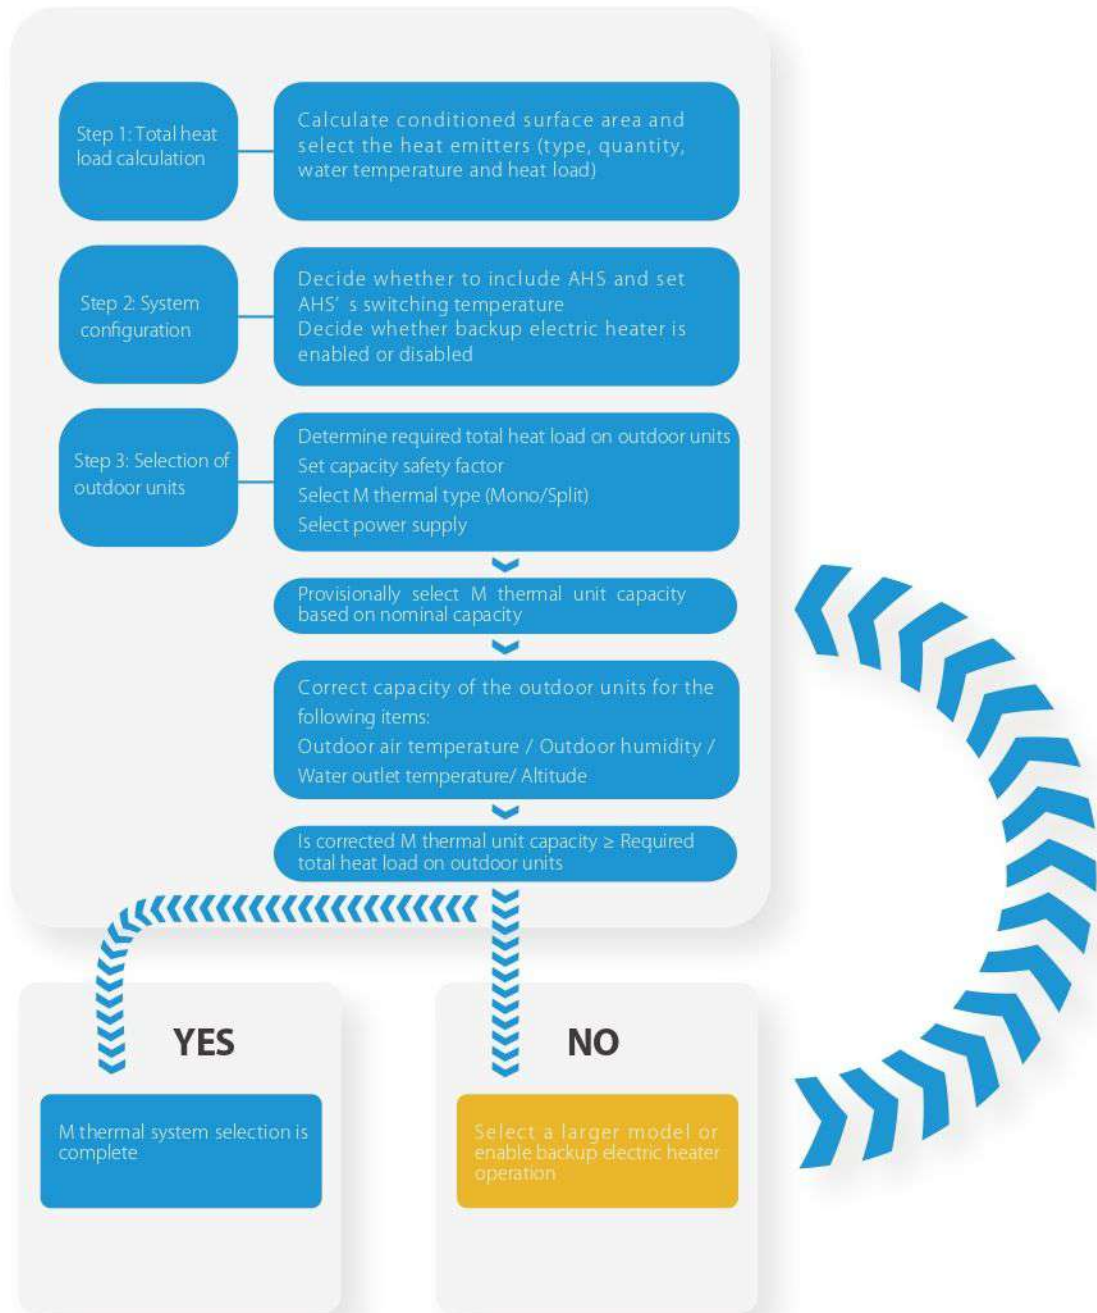 Step 1: Total heat
load calculation
Calculate conditioned surface area and
select the heat emitters (type, quantity,
water temperature and heat load)
Step 2: System
configuration
Decide whether to include AHS and set
AHS' s switching temperature
Decide whether backup electric heater is
enabled or disabled
Step 3: Selection of
outdoor units
Determine required total heat load on outdoor units
Set capacity safety factor
Select M thermal type (Mono/Split)
Select power supply
Provisionally select M thermal unit capacity
based on nominal capacity
Correct capacity of the outdoor units for the
following items:
Outdoor air temperature / Outdoor humidity /
Water outlet temperature/ Altitude
Is corrected M thermal unit capacity ≥ Required
total heat load on outdoor units
YES
M thermal system selection is
complete
NO
Select a larger model or
enable backup electric heater
operation